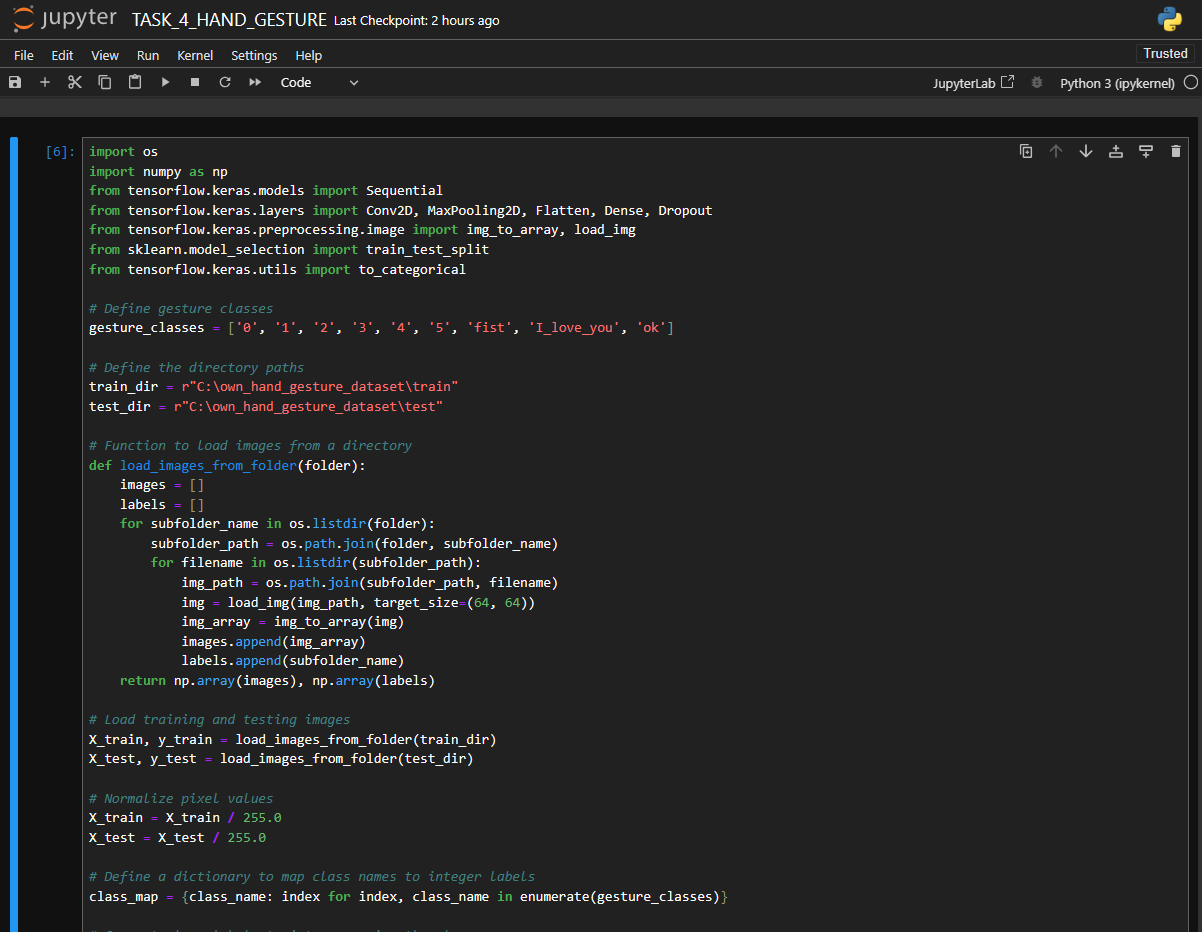 jupyter TASK_4_HAND_GESTURE Last Checkpoint: 2 hours ago
File Edit View Run Kernel Settings Help Trusted
Code JupyterLab Python 3 (ipykernel)
[6]:
import os
import numpy as np
from tensorflow.keras.models import Sequential
from tensorflow.keras.layers import Conv2D, MaxPooling2D, Flatten, Dense, Dropout
from tensorflow.keras.preprocessing.image import img_to_array, load_img
from sklearn.model_selection import train_test_split
from tensorflow.keras.utils import to_categorical

# Define gesture classes
gesture_classes = ['0', '1', '2', '3', '4', '5', 'fist', 'I_love_you', 'ok']

# Define the directory paths
train_dir = r"C:\own_hand_gesture_dataset\train"
test_dir = r"C:\own_hand_gesture_dataset\test"

# Function to load images from a directory
def load_images_from_folder(folder):
    images = []
    labels = []
    for subfolder_name in os.listdir(folder):
        subfolder_path = os.path.join(folder, subfolder_name)
        for filename in os.listdir(subfolder_path):
            img_path = os.path.join(subfolder_path, filename)
            img = load_img(img_path, target_size=(64, 64))
            img_array = img_to_array(img)
            images.append(img_array)
            labels.append(subfolder_name)
    return np.array(images), np.array(labels)

# Load training and testing images
X_train, y_train = load_images_from_folder(train_dir)
X_test, y_test = load_images_from_folder(test_dir)

# Normalize pixel values
X_train = X_train / 255.0
X_test = X_test / 255.0

# Define a dictionary to map class names to integer labels
class_map = {class_name: index for index, class_name in enumerate(gesture_classes)}